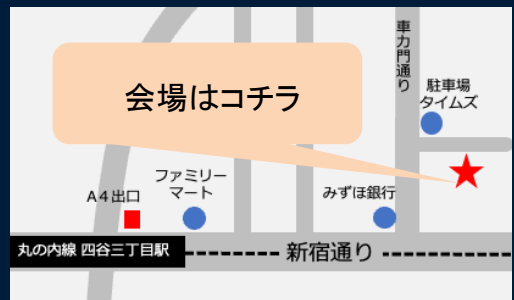 会場はコチラ
車力門通り
駐車場
タイムズ
ファミリー
マート
A4出口
みずほ銀行
丸の内線 四谷三丁目駅
新宿通り